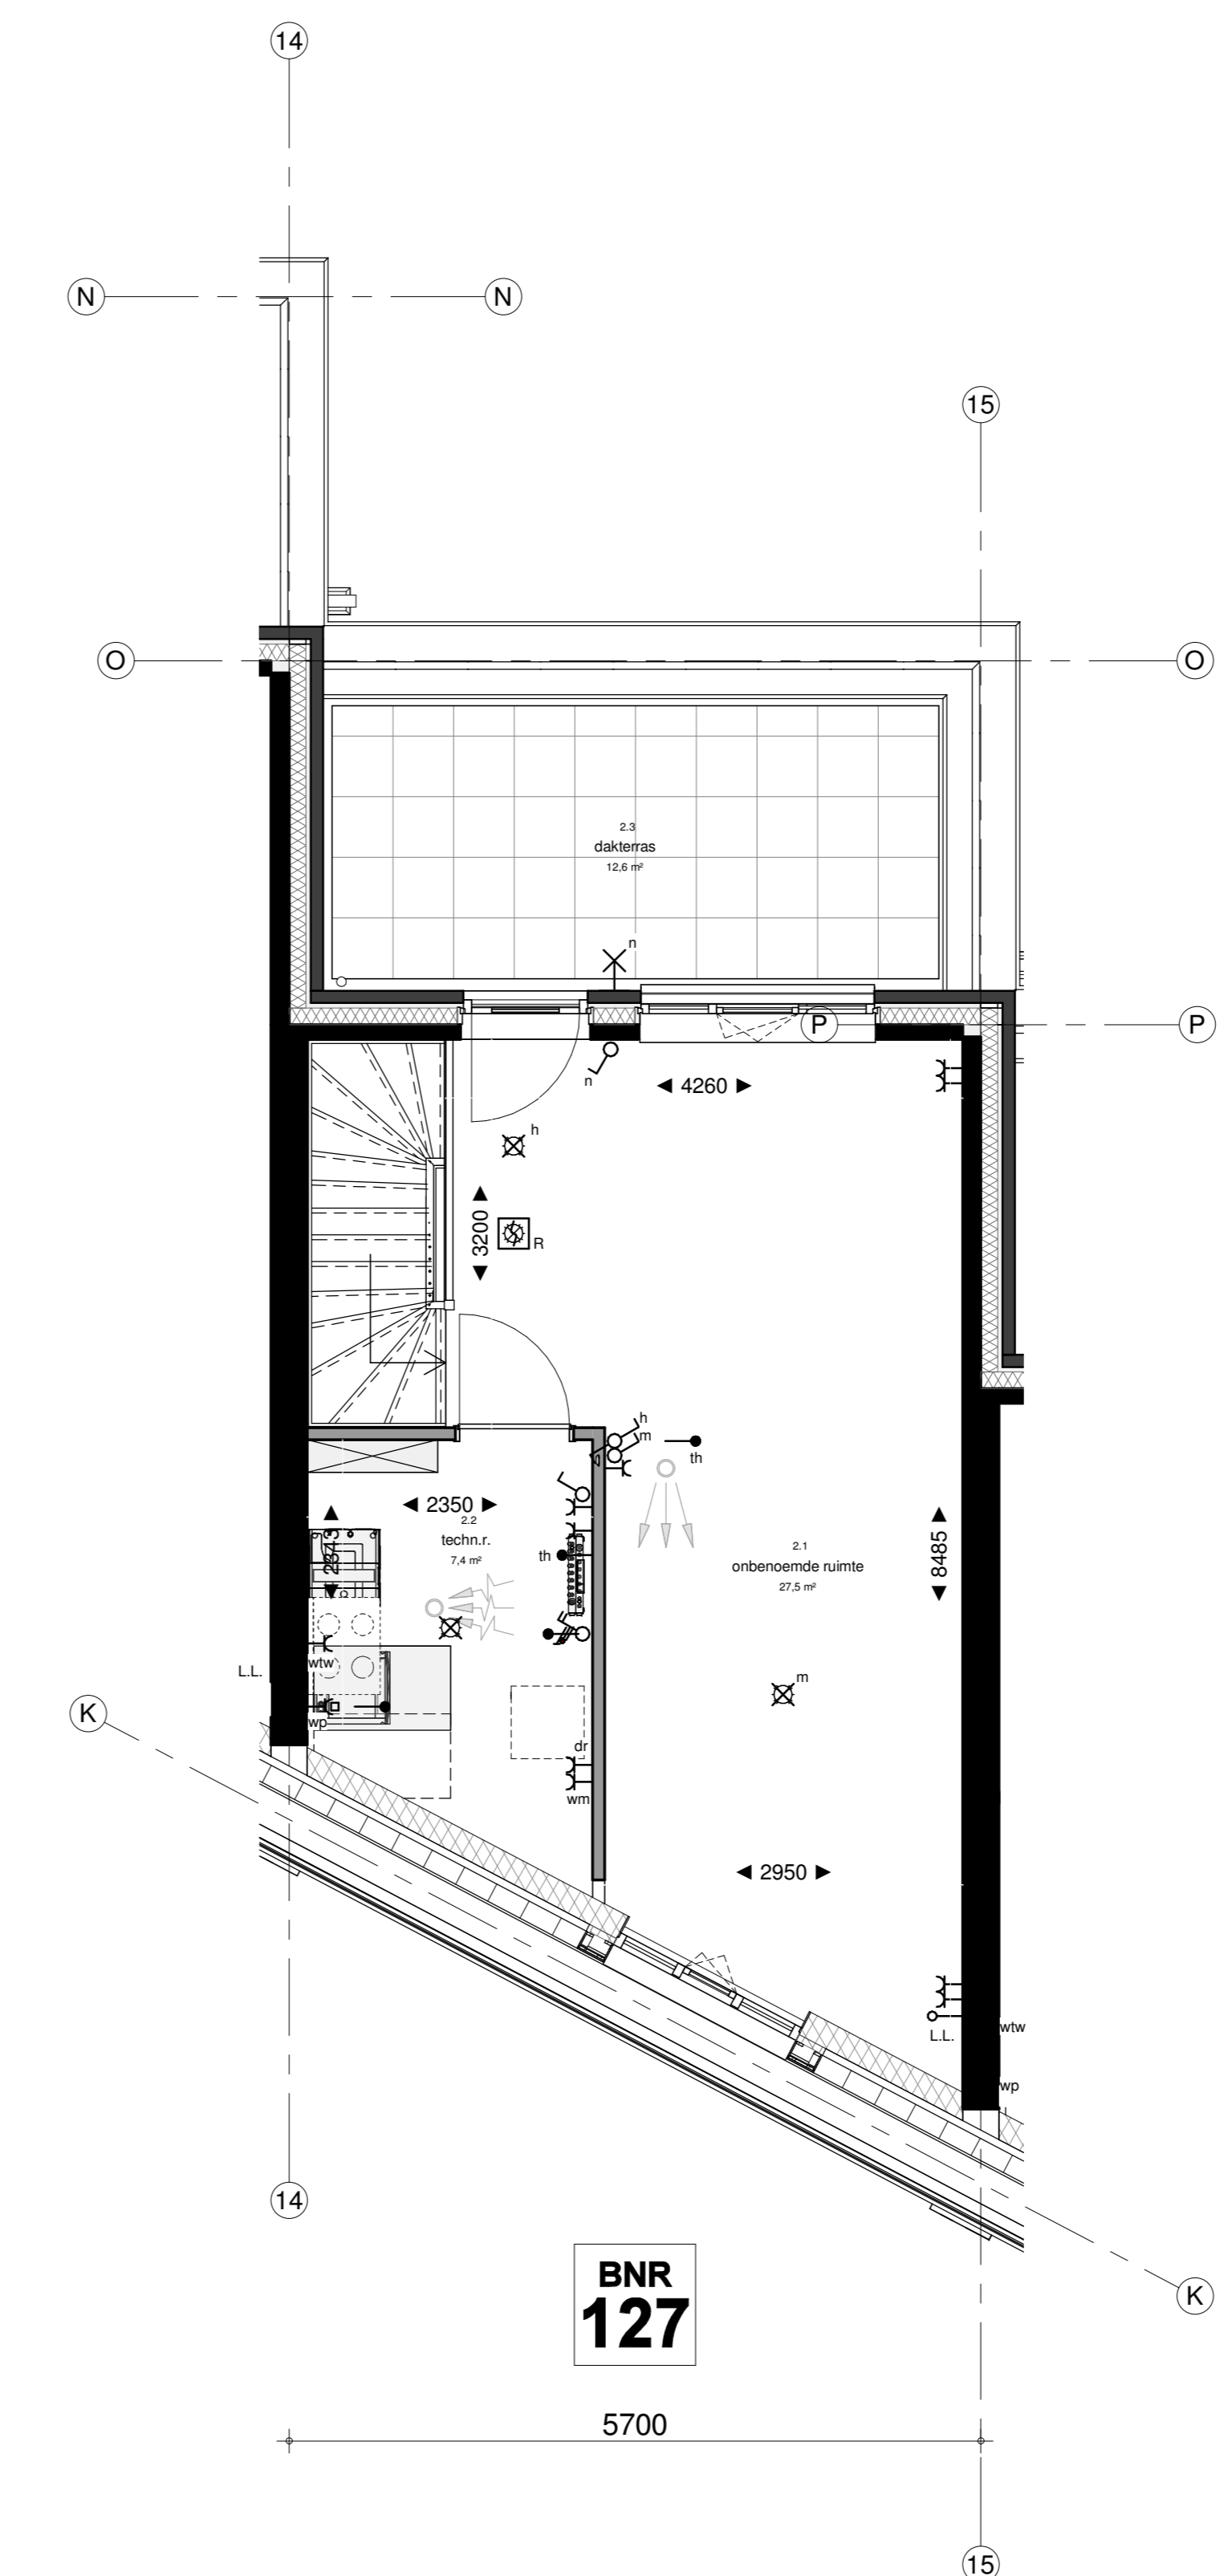 14
N
N
15
O
O
2.3
dakterras
12,6 m²
n
P
P
n
4260
h
3200
R
h
m
th
2350
2.2
techn.r.
7,4 m²
2343
th
2.1
onbenoemde ruimte
27,5 m²
8485
wtw
L.L.
m
K
wp
dr
wm
2950
L.L.
wtw
wp
14
K
BNR
127
5700
15